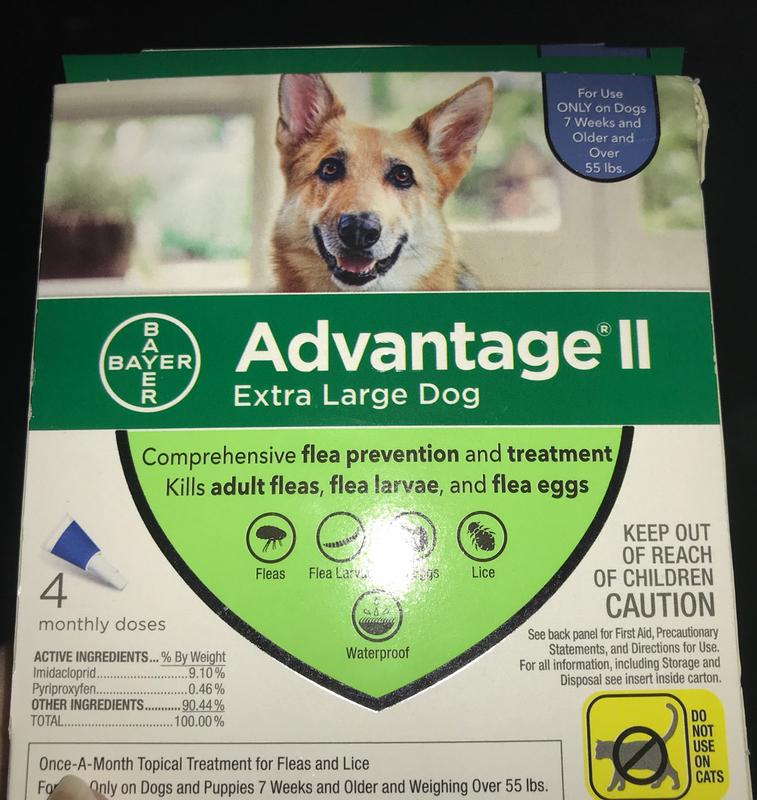 For Use
ONLY on Dogs
7 Weeks and
Older and
Over
55 lbs.
BAYER
BAYER
Advantage® II
Extra Large Dog
Comprehensive flea prevention and treatment
Kills adult fleas, flea larvae, and flea eggs
Fleas
Flea
Lice
Waterproof
4
monthly doses
KEEP OUT
OF REACH
OF CHILDREN
CAUTION
See back panel for First Aid, Precautionary
Statements, and Directions for Use.
For all information, including Storage and
Disposal see insert inside carton.
ACTIVE INGREDIENTS... % By Weight
Imidacloprid 9.10%
Pyriproxyfen 0.46%
OTHER INGREDIENTS 90.44%
TOTAL 100.00%
DO
NOT
USE
ON
CATS
Once-A-Month Topical Treatment for Fleas and Lice
Only on Dogs and Puppies 7 Weeks and Older and Weighing Over 55 lbs.